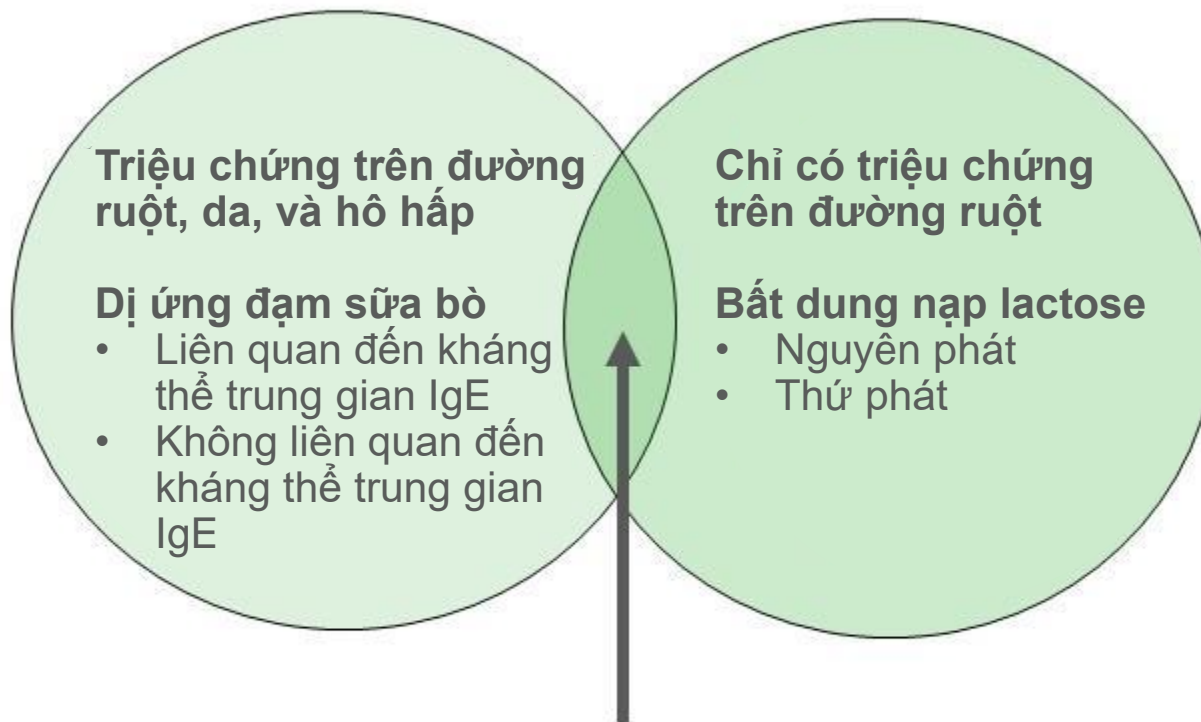 Triệu chứng trên đường
ruột, da, và hô hấp
Dị ứng đạm sữa bò
• Liên quan đến kháng
thể trung gian IgE
• Không liên quan đến
kháng thể trung gian
IgE
Chỉ có triệu chứng
trên đường ruột
Bất dung nạp lactose
• Nguyên phát
• Thứ phát